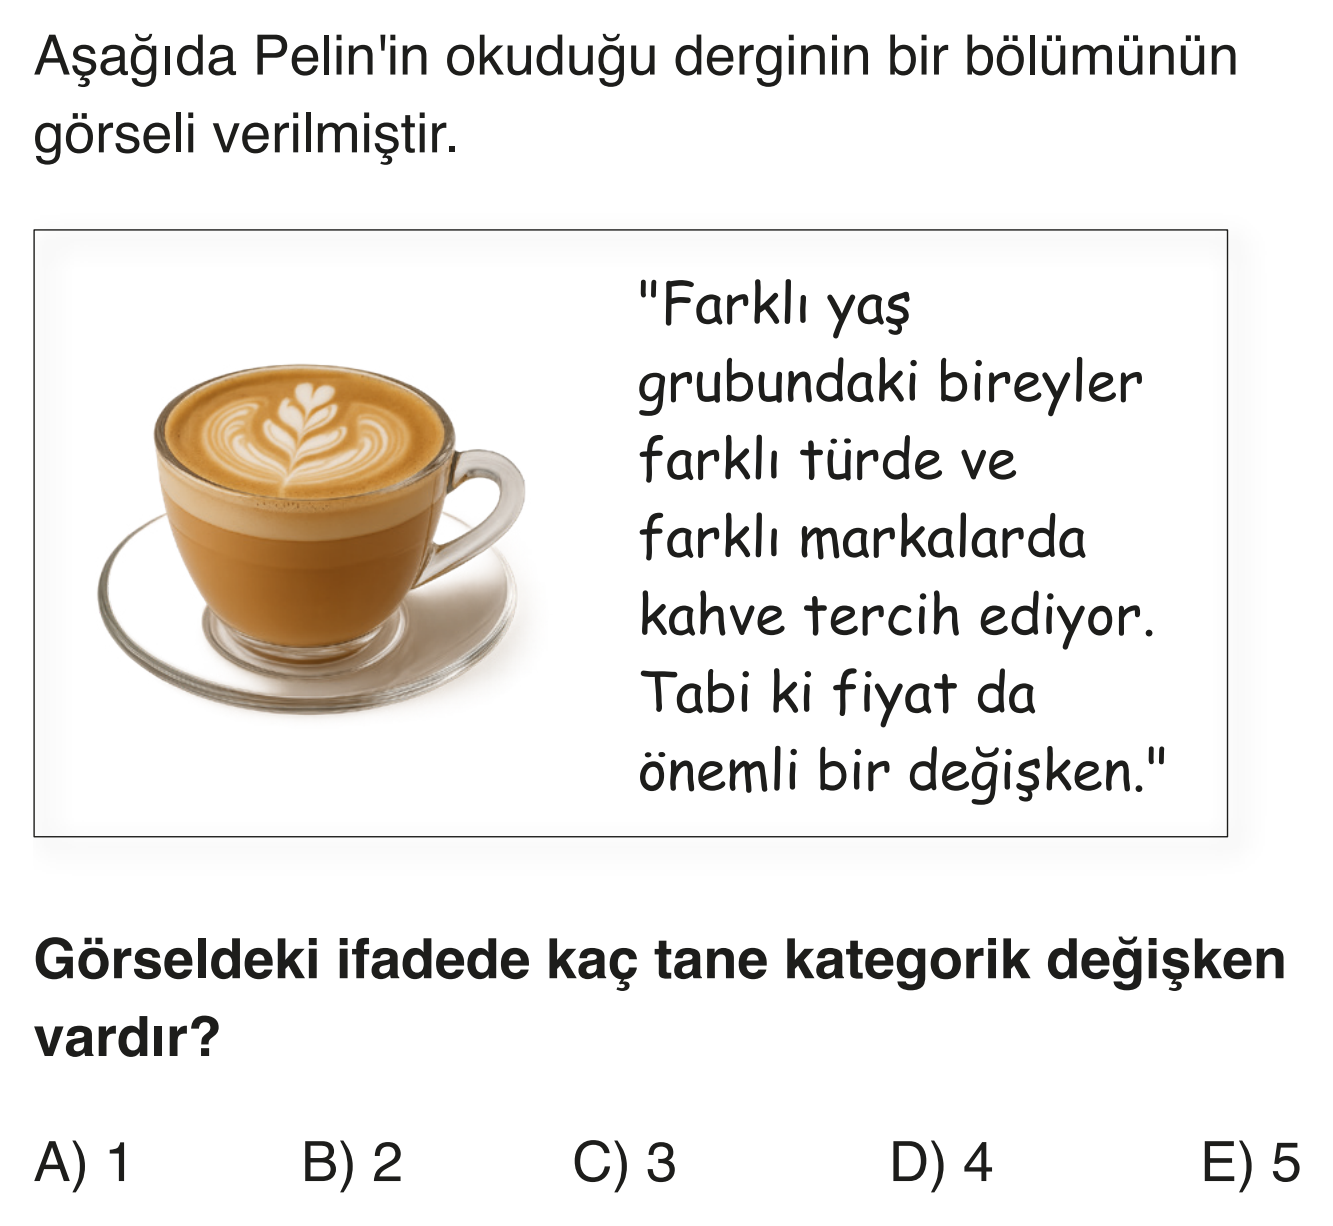 Aşağıda Pelin'in okuduğu derginin bir bölümünün
görseli verilmiştir.
"Farklı yaş
grubundaki bireyler
farklı türde ve
farklı markalarda
kahve tercih ediyor.
Tabi ki fiyat da
önemli bir değişken."
Görseldeki ifadede kaç tane kategorik değişken
vardır?
A) 1 B) 2 C) 3 D) 4 E) 5